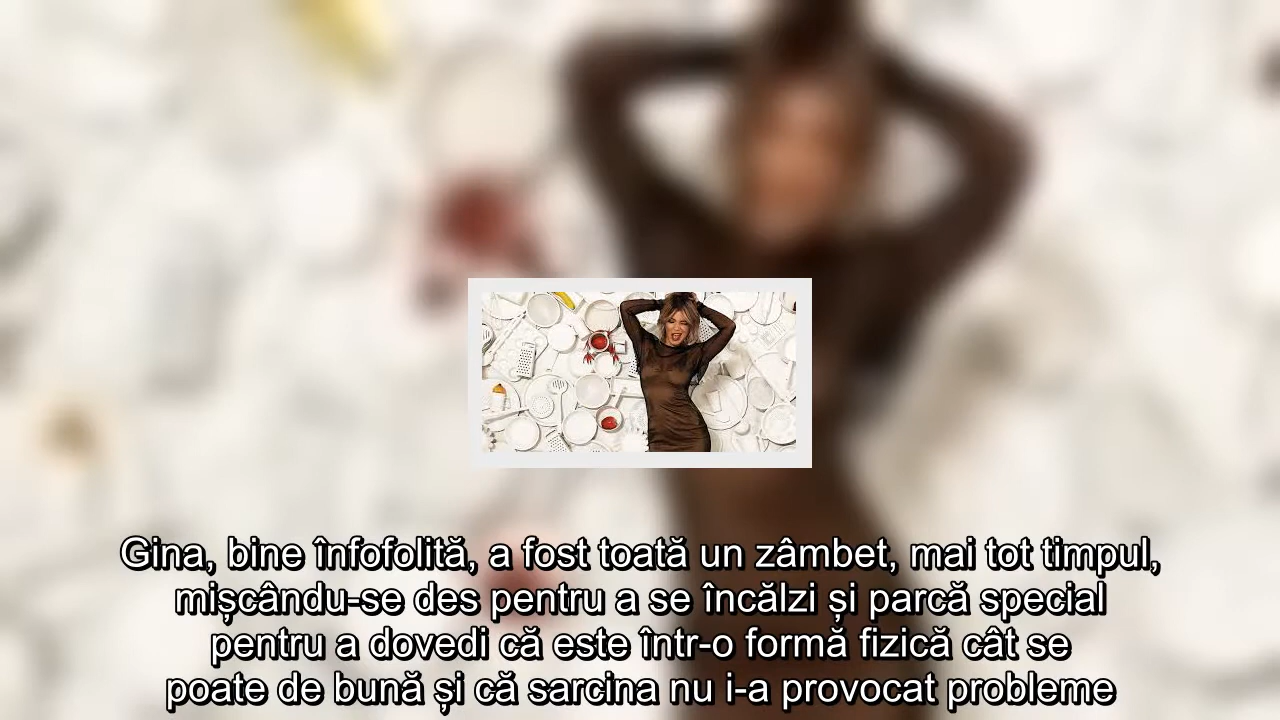 Gina, bine înfofolită, a fost toată un zâmbet, mai tot timpul,
mișcându-se des pentru a se încălzi și parcă special
pentru a dovedi că este într-o formă fizică cât se
poate de bună și că sarcina nu i-a provocat probleme